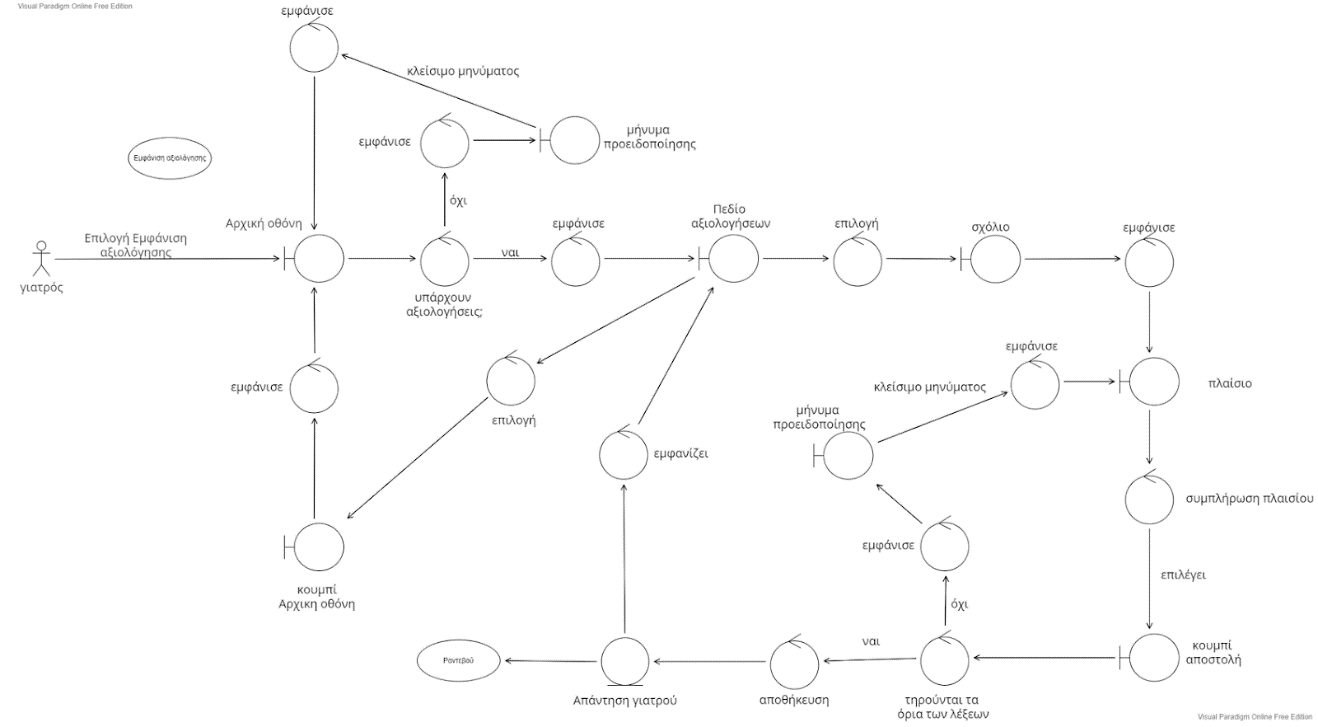 Visual Paradigm Online Free Edition
εμφάνισε
κλείσιμο μηνύματος
εμφάνισε
μήνυμα
προειδοποίησης
Εμφάνιση αξιολόγησης
όχι
Αρχική οθόνη
Επιλογή Εμφάνιση
αξιολόγησης
γιατρός
υπάρχουν
αξιολογήσεις;
ναι
εμφάνισε
Πεδίο
αξιολογήσεων
επιλογή
σχόλιο
εμφάνισε
εμφάνισε
επιλογή
εμφανίζει
μήνυμα
προειδοποίησης
κλείσιμο μηνύματος
εμφάνισε
πλαίσιο
συμπλήρωση πλαισίου
επιλέγει
εμφάνισε
όχι
κουμπί
Αρχικη οθόνη
Ραντεβού
Απάντηση γιατρού
αποθήκευση
ναι
τηρούνται τα
όρια των λέξεων
κουμπί
αποστολή
Visual Paradigm Online Free Edition